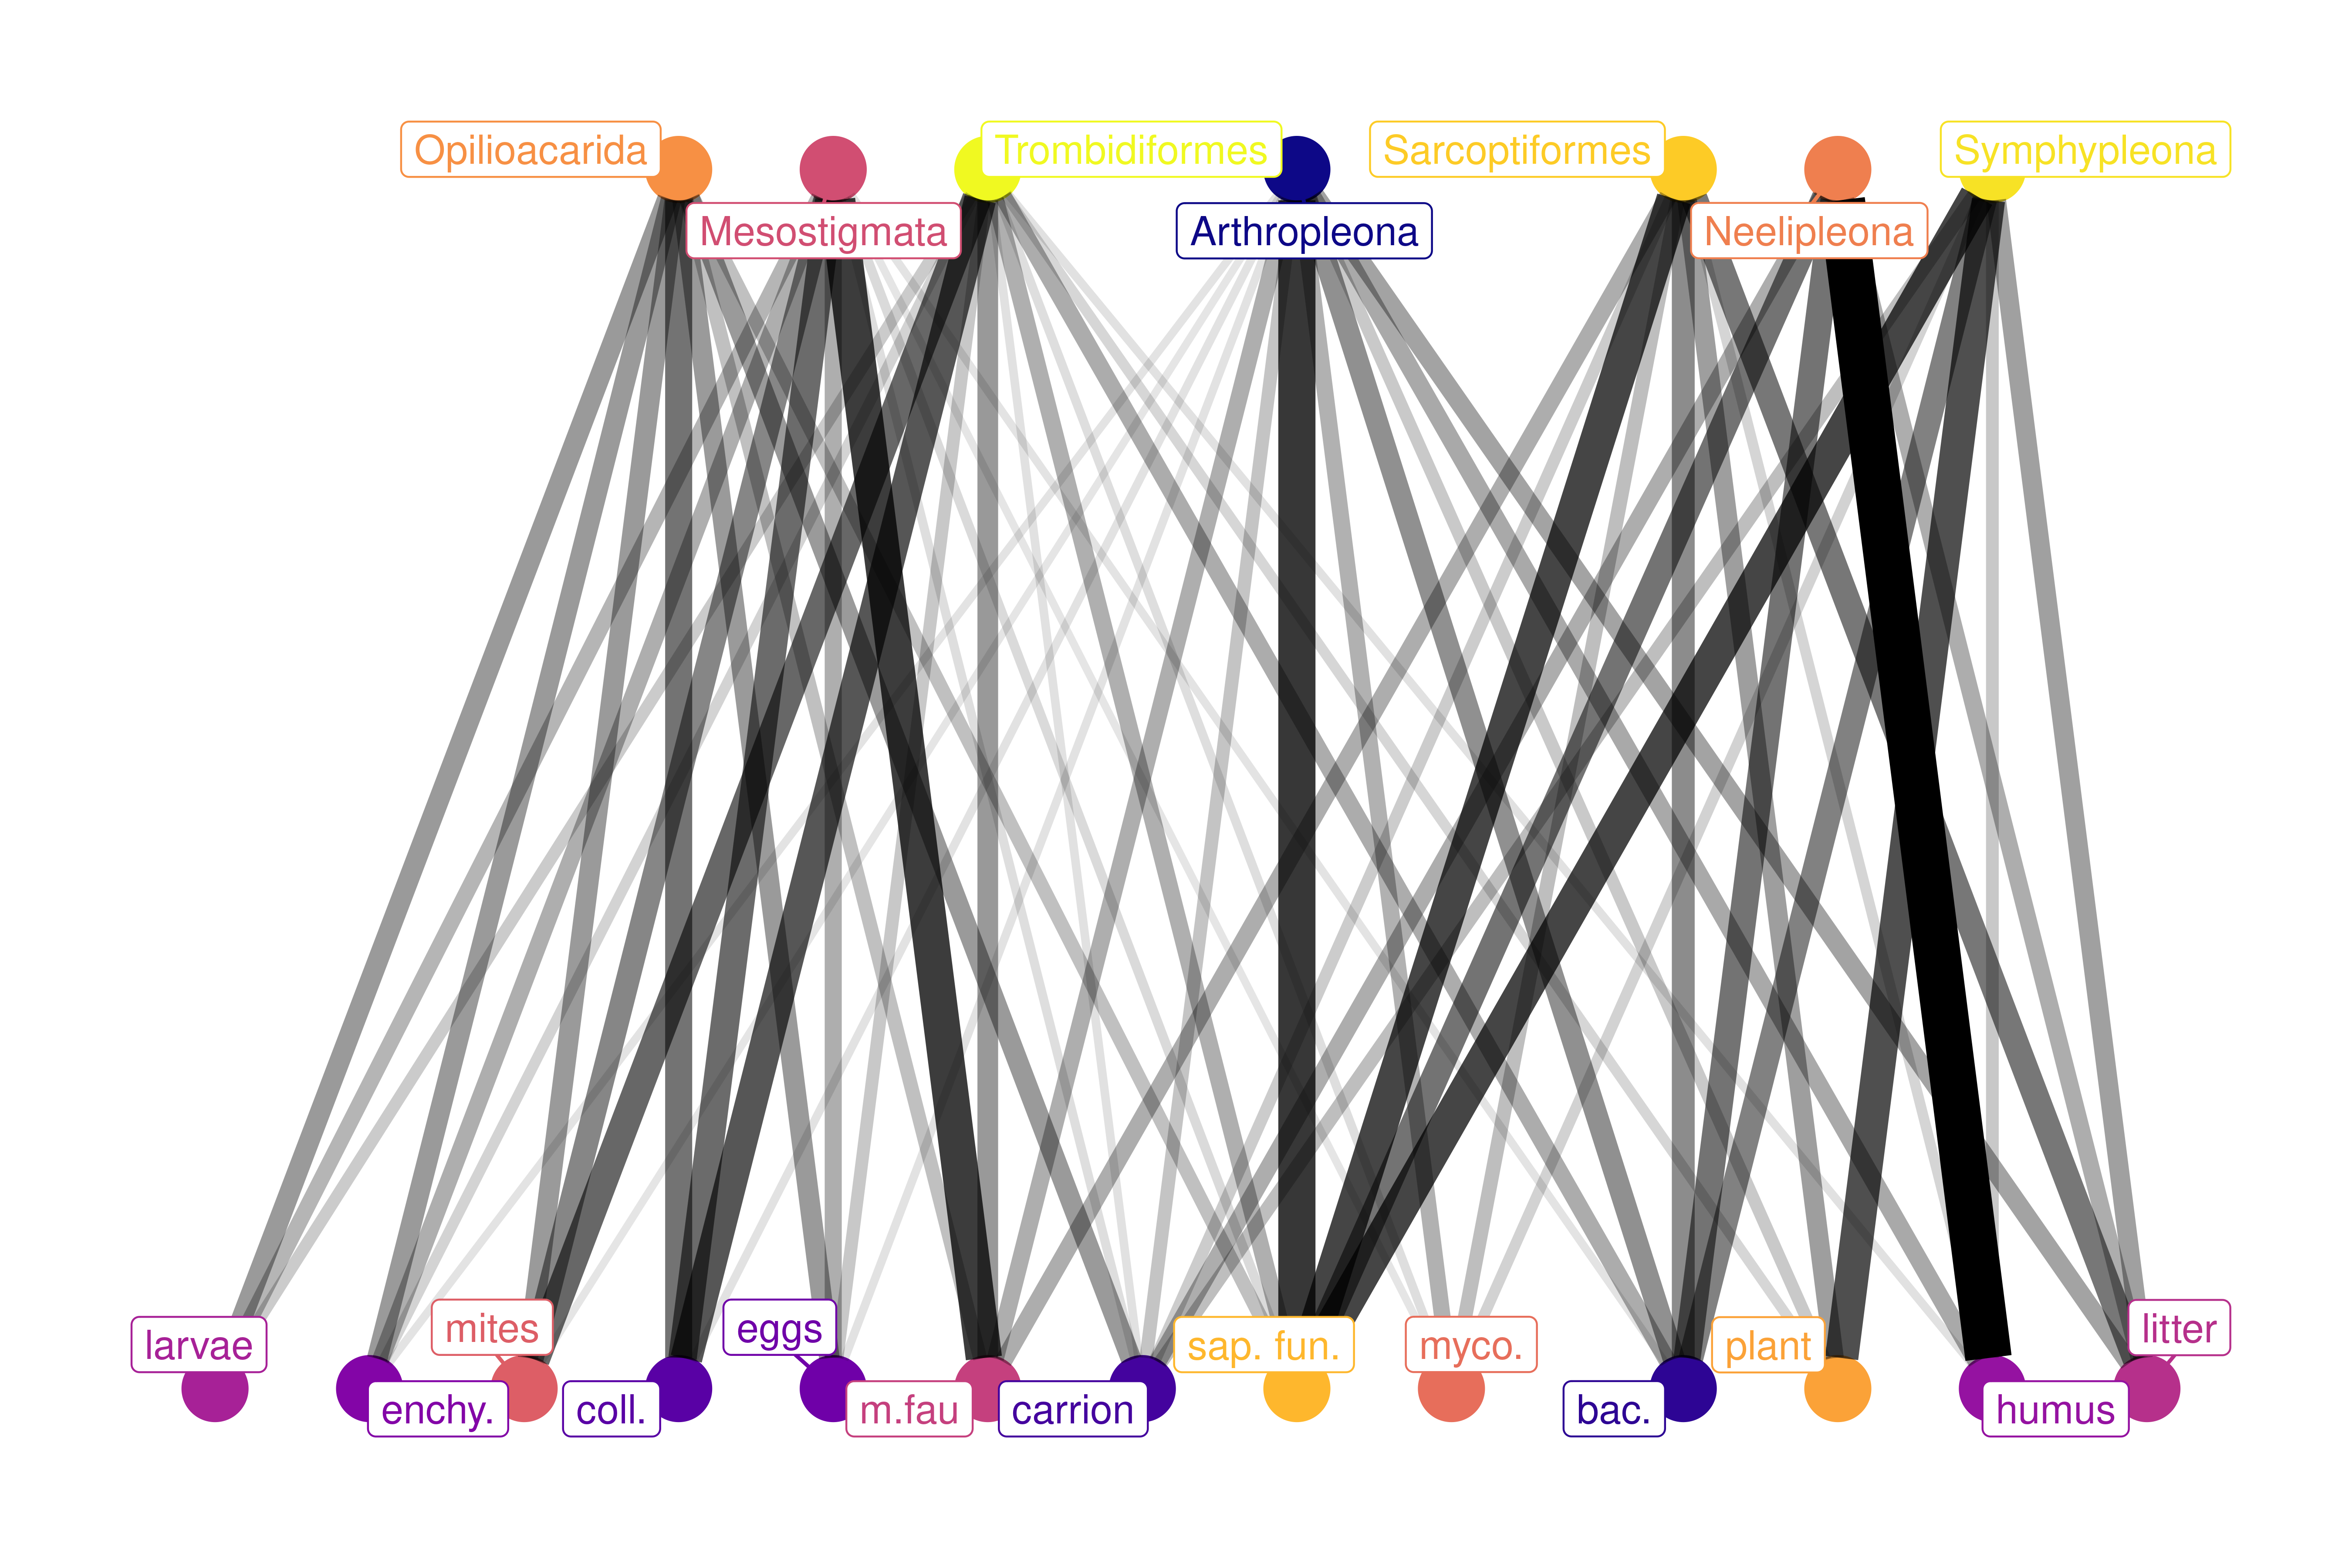 Opilioacarida
Trombidiformes
Sarcoptiformes
Symphypleona
Mesostigmata
Arthropleona
Neelipleona
mites
eggs
litter
larvae
sap. fun.
myco.
plant
enchy.
coll.
m.fau
carrion
bac.
humus